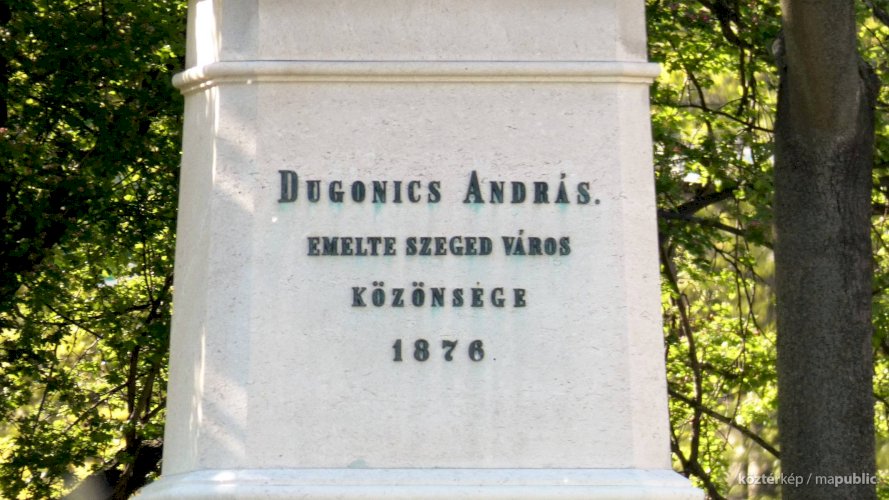 DUGONICS ANDRÁS.
EMELTE SZEGED VÁROS
KÖZÖNSÉGE
1876
köztérkép / mapublic